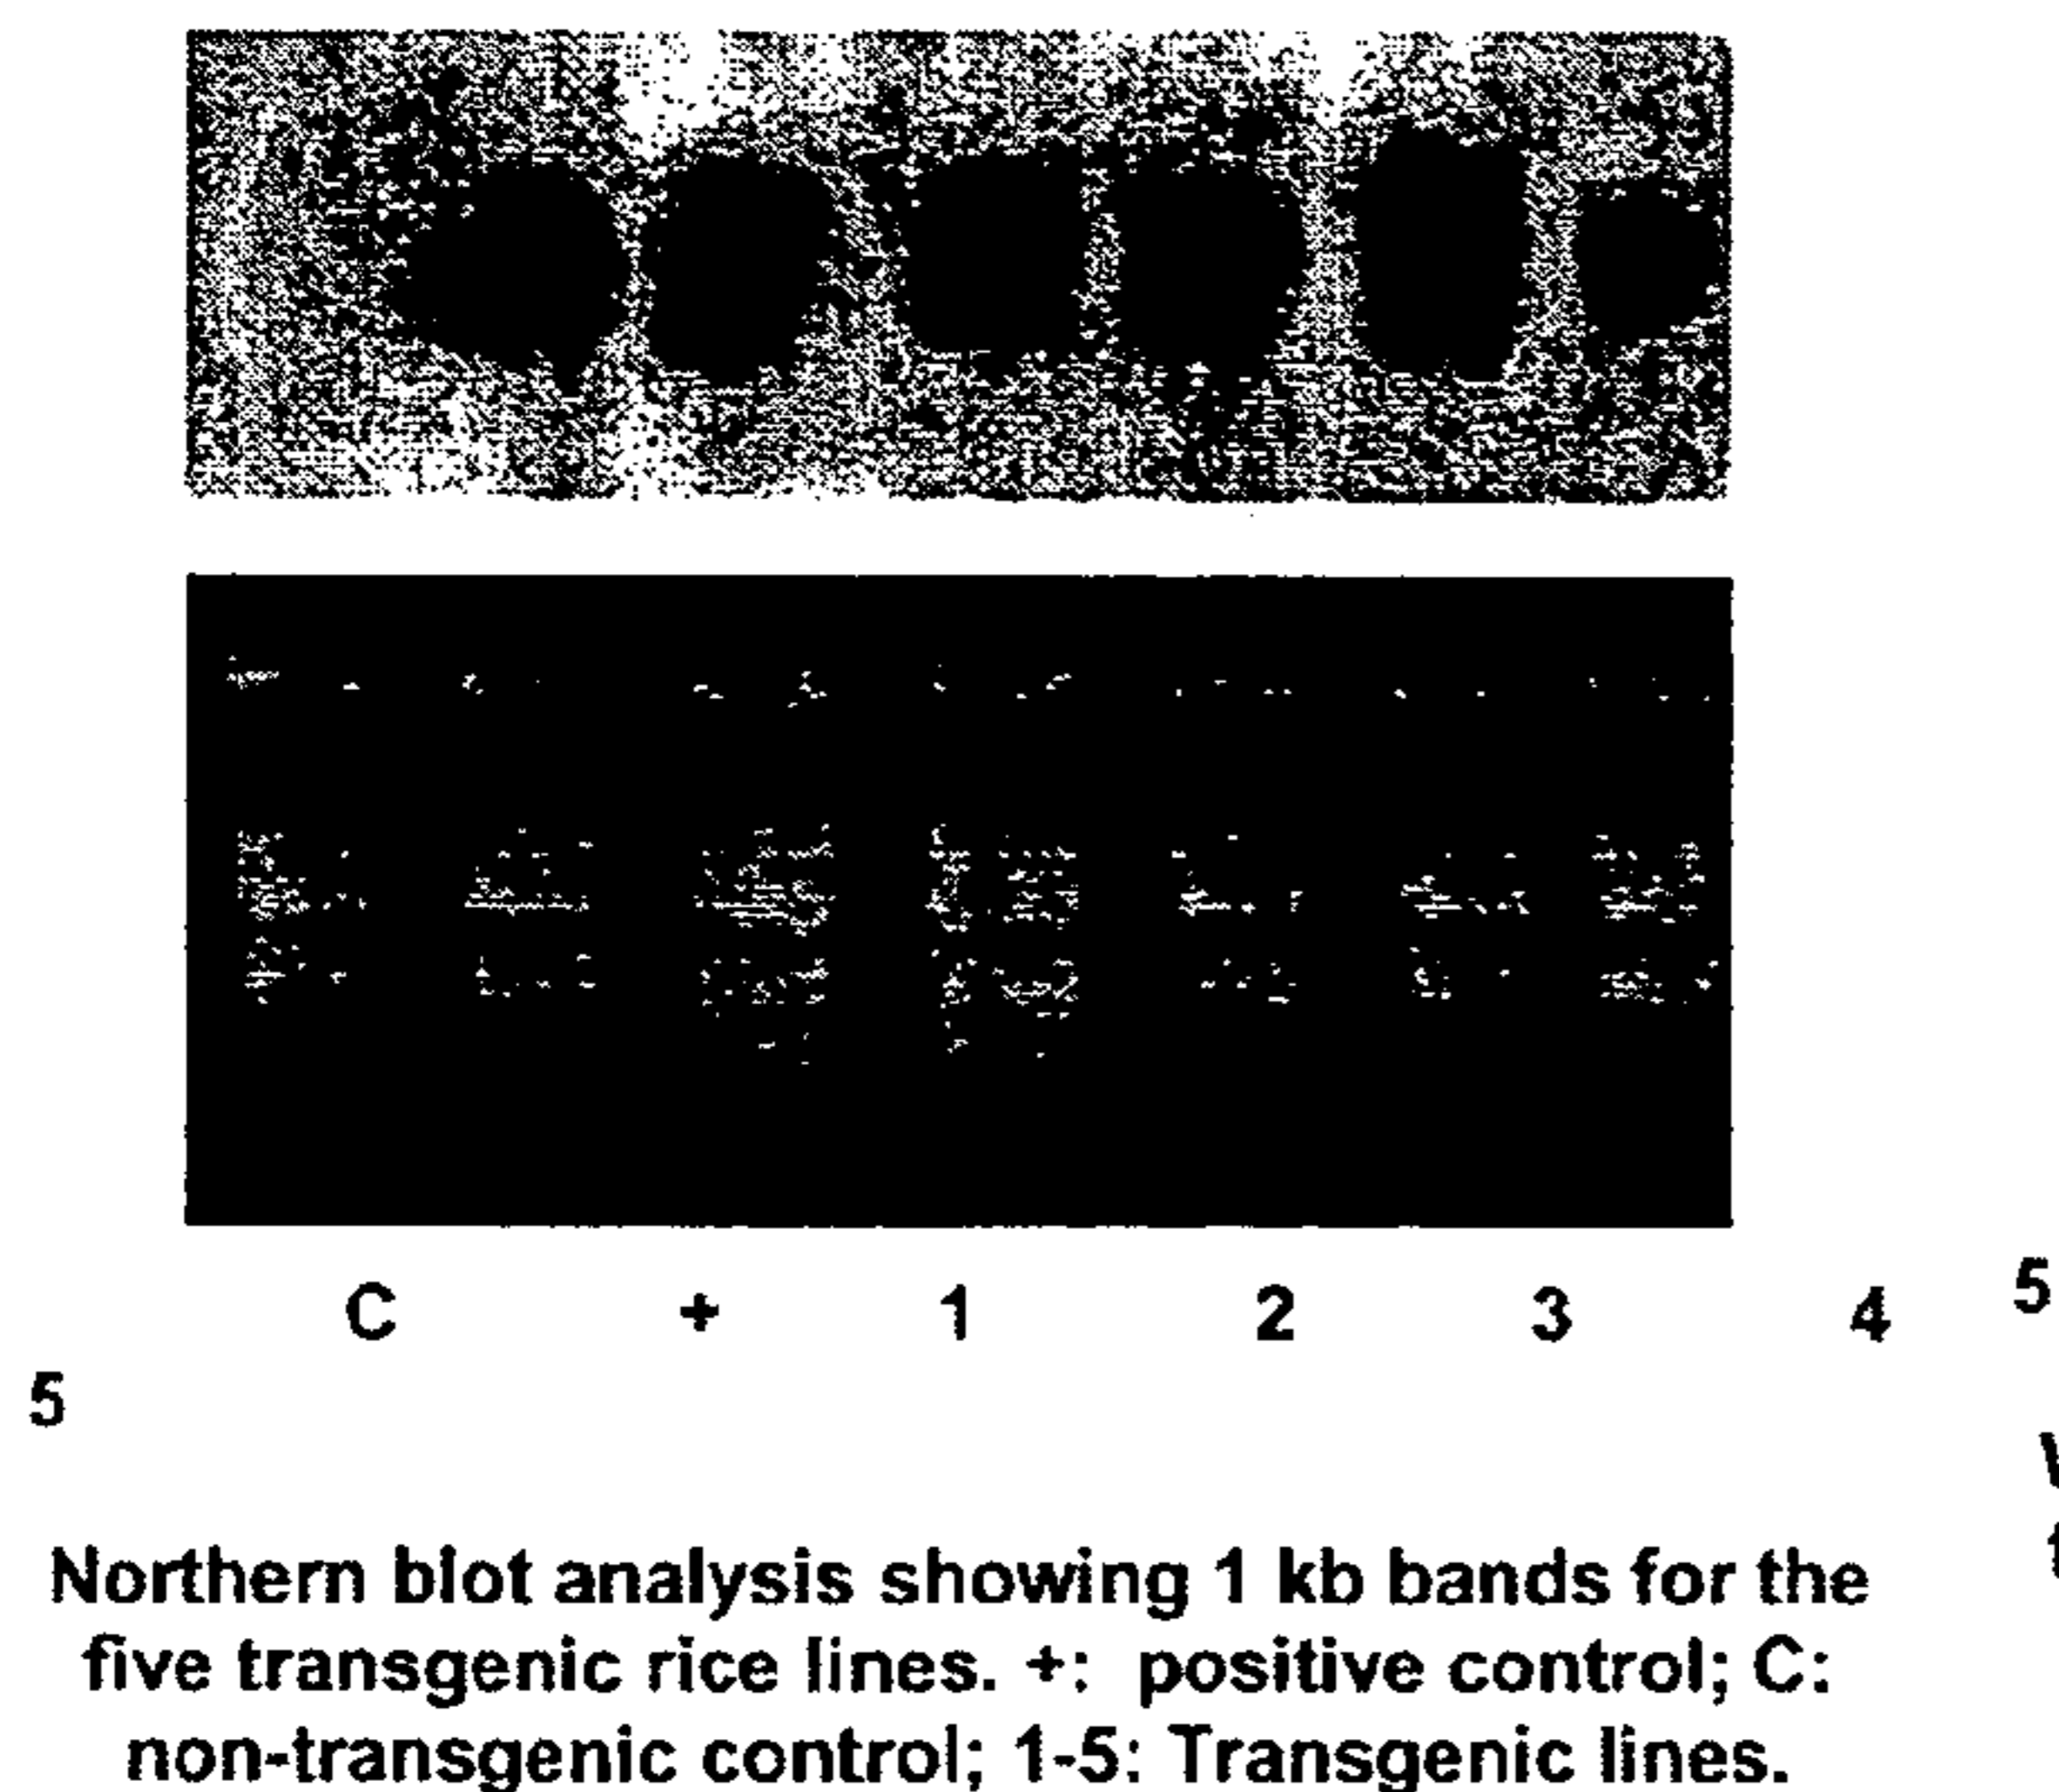 C + 1 2 3 4 5
5
Northern blot analysis showing 1 kb bands for the
five transgenic rice lines. +: positive control; C:
non-transgenic control; 1-5: Transgenic lines.